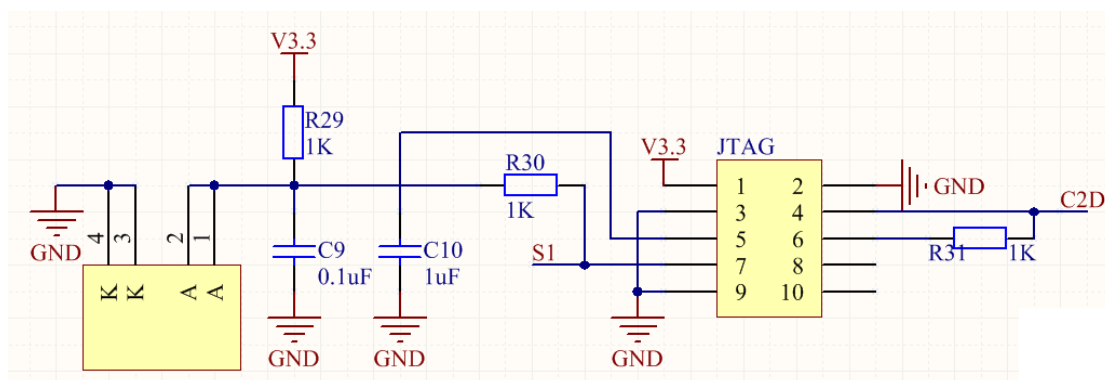 V3.3
R29
1K
V3.3
JTAG
R30
1K
1 2
GND
3 4
C2D
5 6
R31 1K
7 8
9 10
S1
GND
4 3 2 1
C9
0.1uF
C10
1uF
K K A A
GND
GND
GND